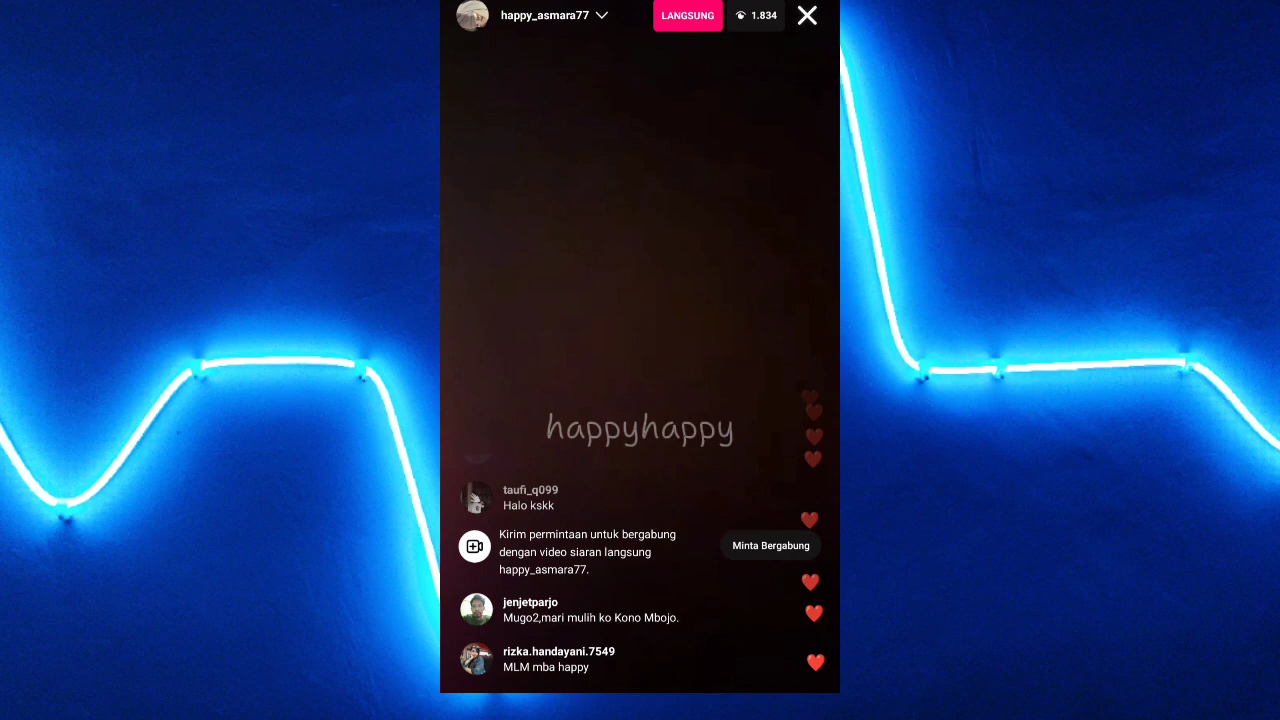 happy_asmara77
LANGSUNG
1.834
happyhappy
taufi_q099
Halo kskk
Kirim permintaan untuk bergabung
dengan video siaran langsung
happy_asmara77.
Minta Bergabung
jenjetparjo
Mugo2,mari mulih ko Kono Mbojo.
rizka.handayani.7549
MLM mba happy